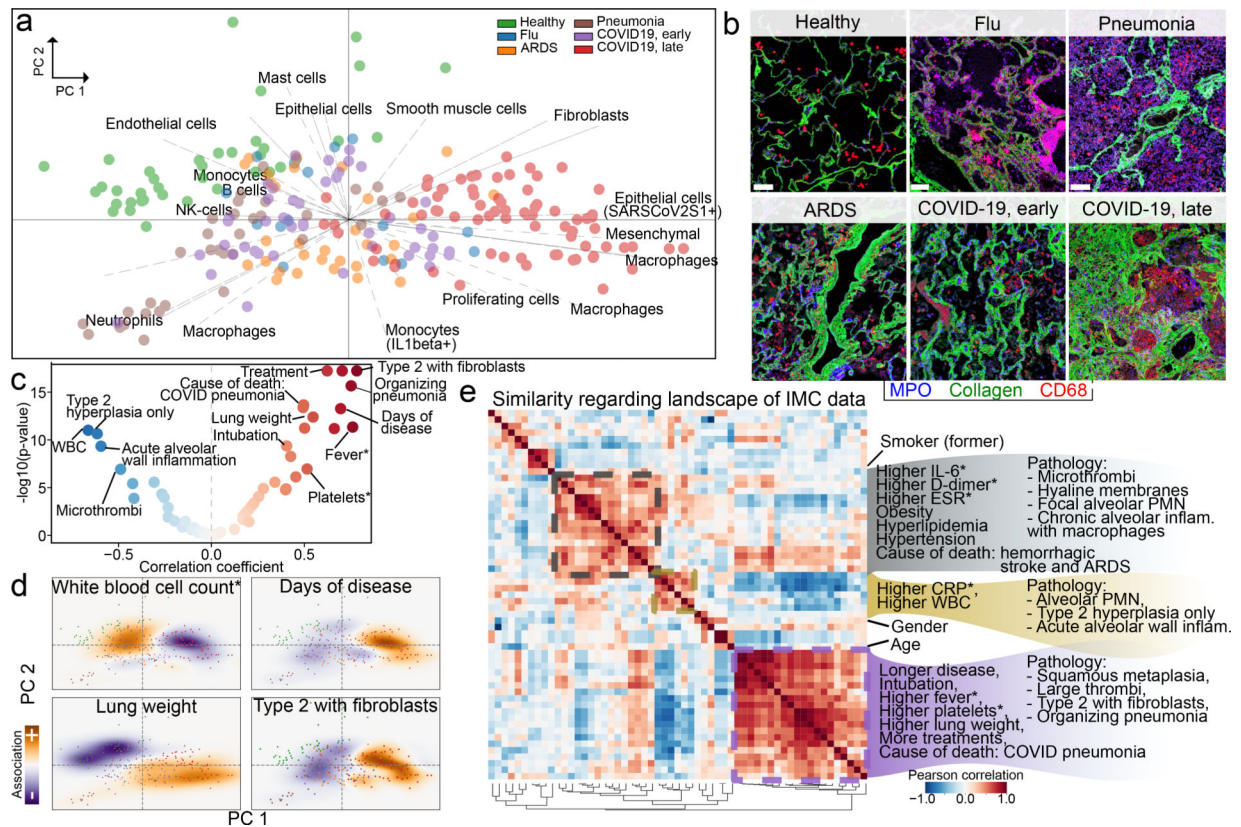 a
Healthy
Flu
ARDS
Pneumonia
COVID19, early
COVID19, late
PC 2
PC 1
Mast cells
Epithelial cells
Smooth muscle cells
Endothelial cells
Fibroblasts
Monocytes
B cells
NK-cells
Epithelial cells
(SARSCoV2S1+)
Mesenchymal
Macrophages
Neutrophils
Macrophages
Monocytes
(IL1beta+)
Proliferating cells
Macrophages
b
Healthy
Flu
Pneumonia
ARDS
COVID-19, early
COVID-19, late
MPO Collagen CD68
c
-log10(p-value)
15
10
5
0
−0.5
0.0
0.5
Correlation coefficient
Type 2
hyperplasia only
WBC
Acute alveolar
wall inflammation
Microthrombi
Treatment
Cause of death:
COVID pneumonia
Lung weight
Intubation
Type 2 with fibroblasts
Organizing
pneumonia
Days of
disease
Fever*
Platelets*
d
White blood cell count*
Days of disease
Lung weight
Type 2 with fibroblasts
PC 2
Association
+
-
PC 1
e
Similarity regarding landscape of IMC data
Smoker (former)
Higher IL-6*
Higher D-dimer*
Higher ESR*
Obesity
Hyperlipidemia
Hypertension
Cause of death: hemorrhagic
stroke and ARDS
Pathology:
- Microthrombi
- Hyaline membranes
- Focal alveolar PMN
- Chronic alveolar inflam.
with macrophages
Higher CRP*,
Higher WBC
Pathology:
- Alveolar PMN,
- Type 2 hyperplasia only
- Acute alveolar wall inflam.
Gender
Age
Longer disease,
Intubation,
Higher fever*,
Higher platelets*,
Higher lung weight,
More treatments,
Cause of death: COVID pneumonia
Pathology:
- Squamous metaplasia,
- Large thrombi,
- Type 2 with fibroblasts,
- Organizing pneumonia
Pearson correlation
−1.0 0.0 1.0